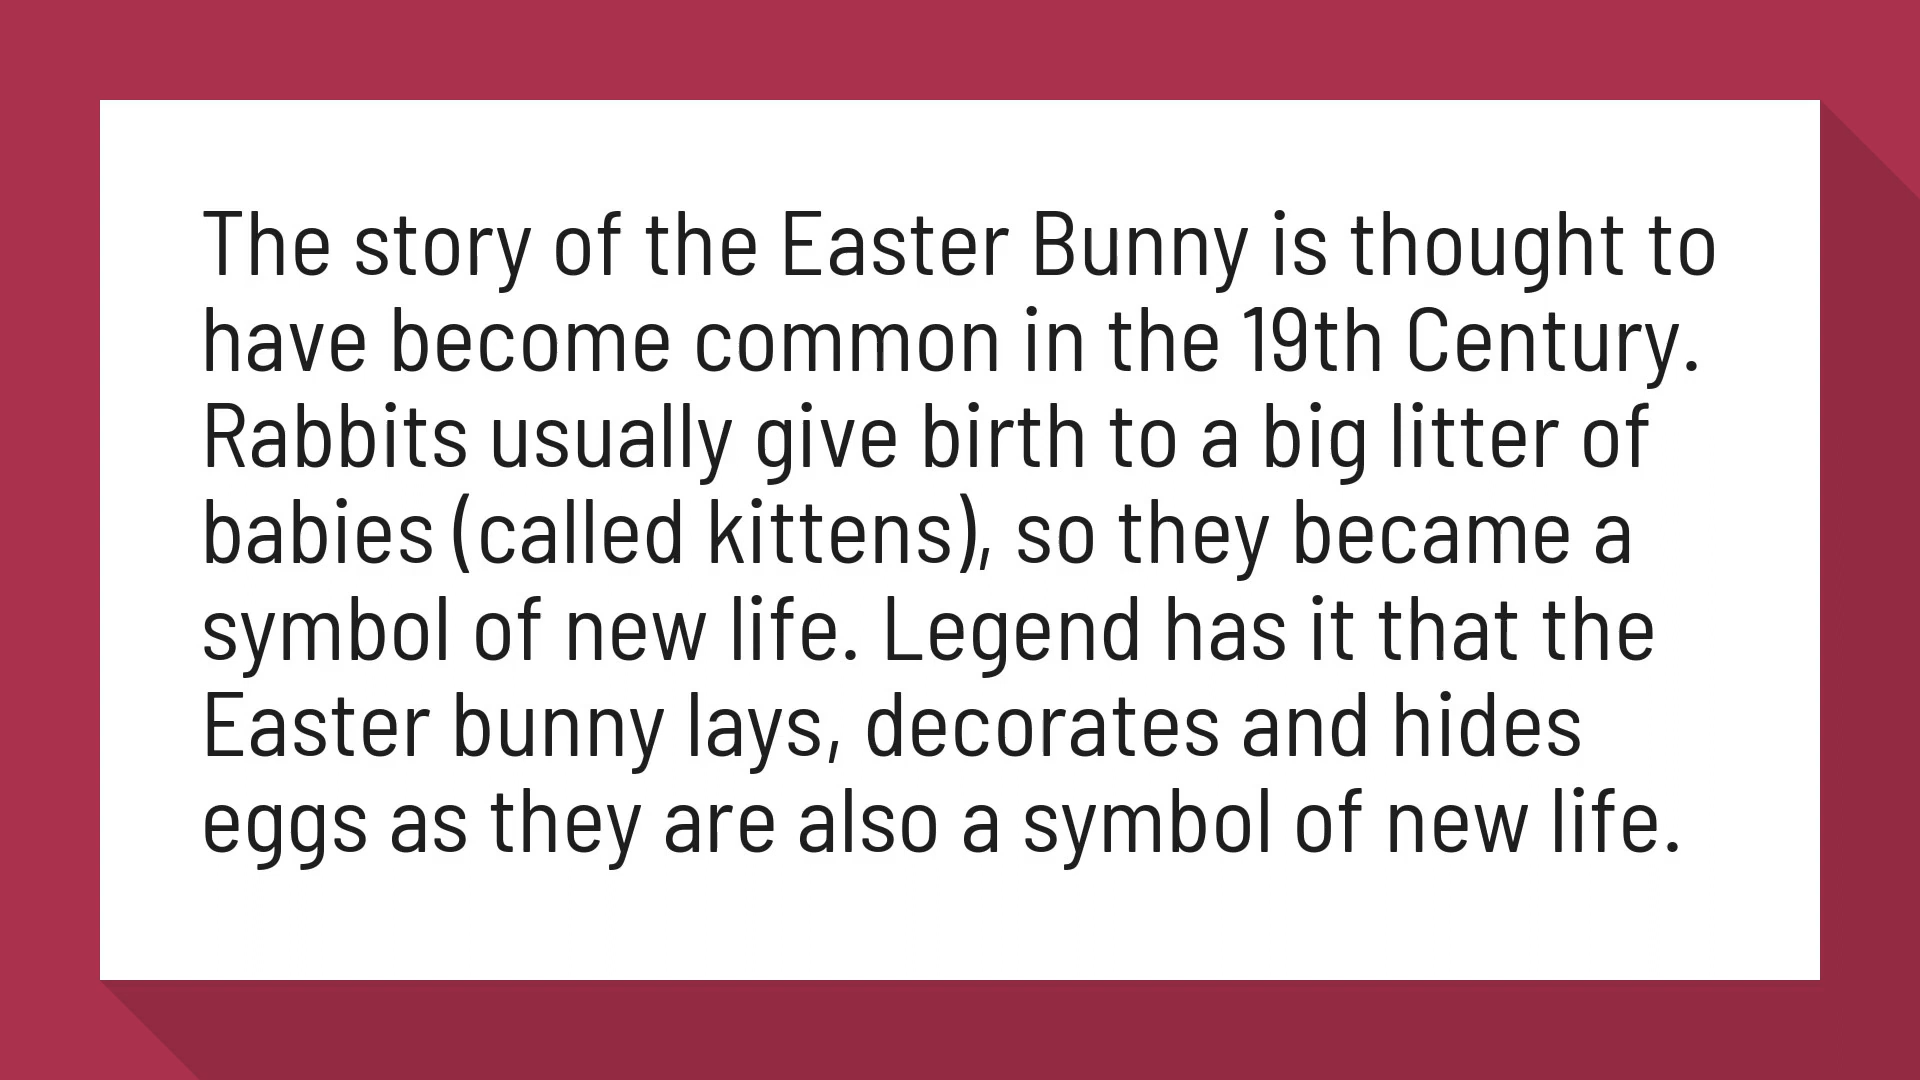 The story of the Easter Bunny is thought to
have become common in the 19th Century.
Rabbits usually give birth to a big litter of
babies (called kittens), so they became a
symbol of new life. Legend has it that the
Easter bunny lays, decorates and hides
eggs as they are also a symbol of new life.